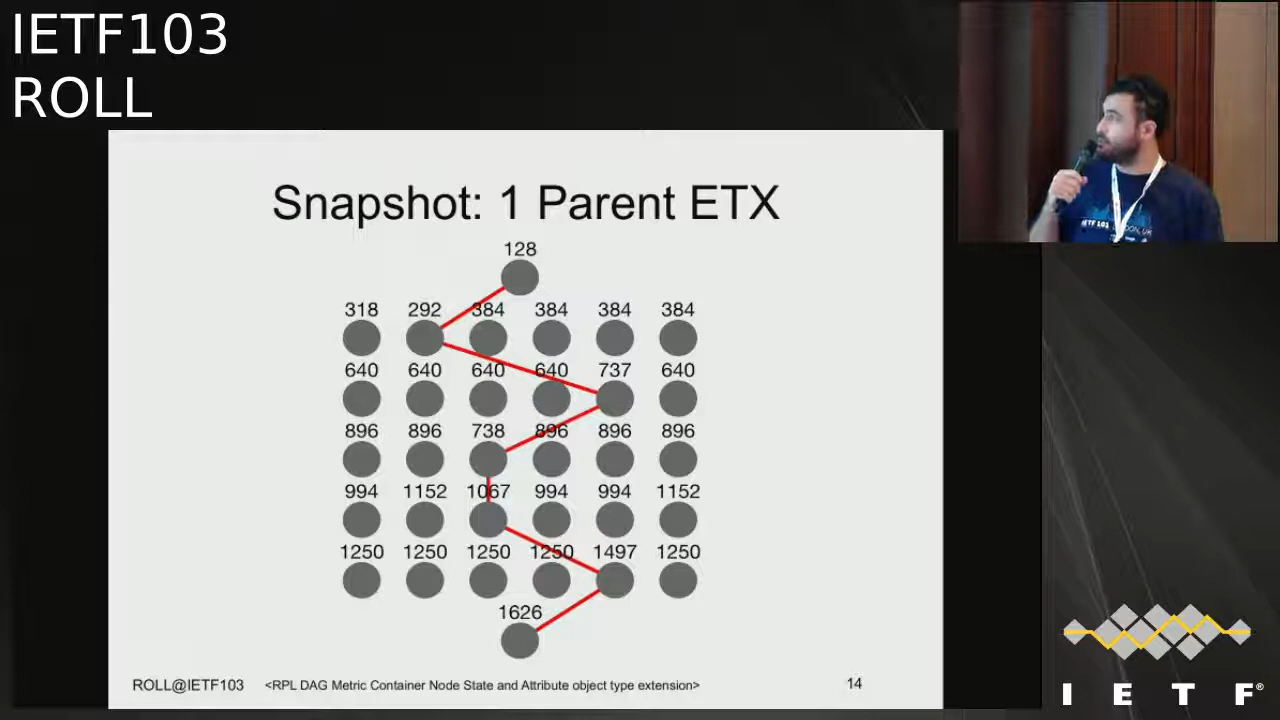 IETF103
ROLL
Snapshot: 1 Parent ETX
128
318 292 384 384 384 384
640 640 640 640 737 640
896 896 738 896 896 896
994 1152 1067 994 994 1152
1250 1250 1250 1250 1497 1250
1626
ROLL@IETF103 <RPL DAG Metric Container Node State and Attribute object type extension> 14
IETF 103
I E T F®